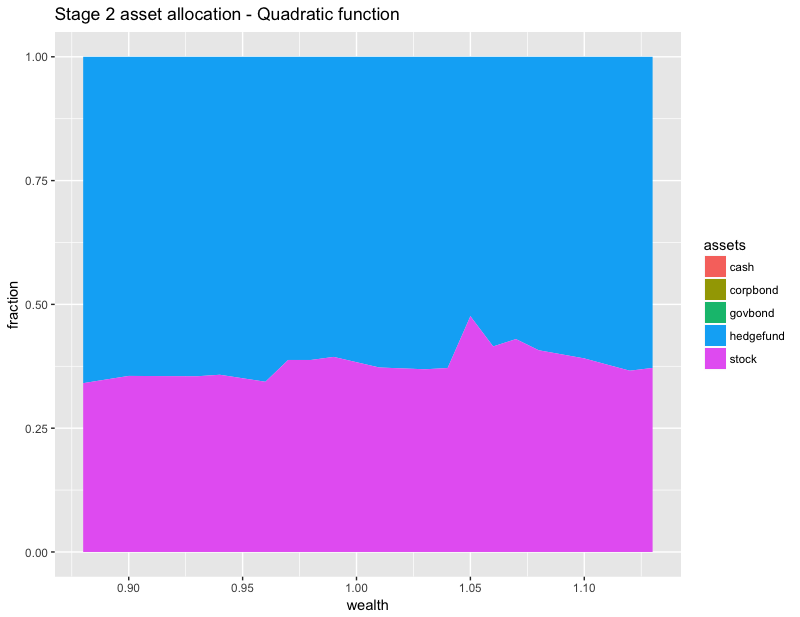 Stage 2 asset allocation - Quadratic function
1.00
0.75
0.50
0.25
0.00
fraction
0.90 0.95 1.00 1.05 1.10
wealth
assets
cash
corpbond
govbond
hedgefund
stock